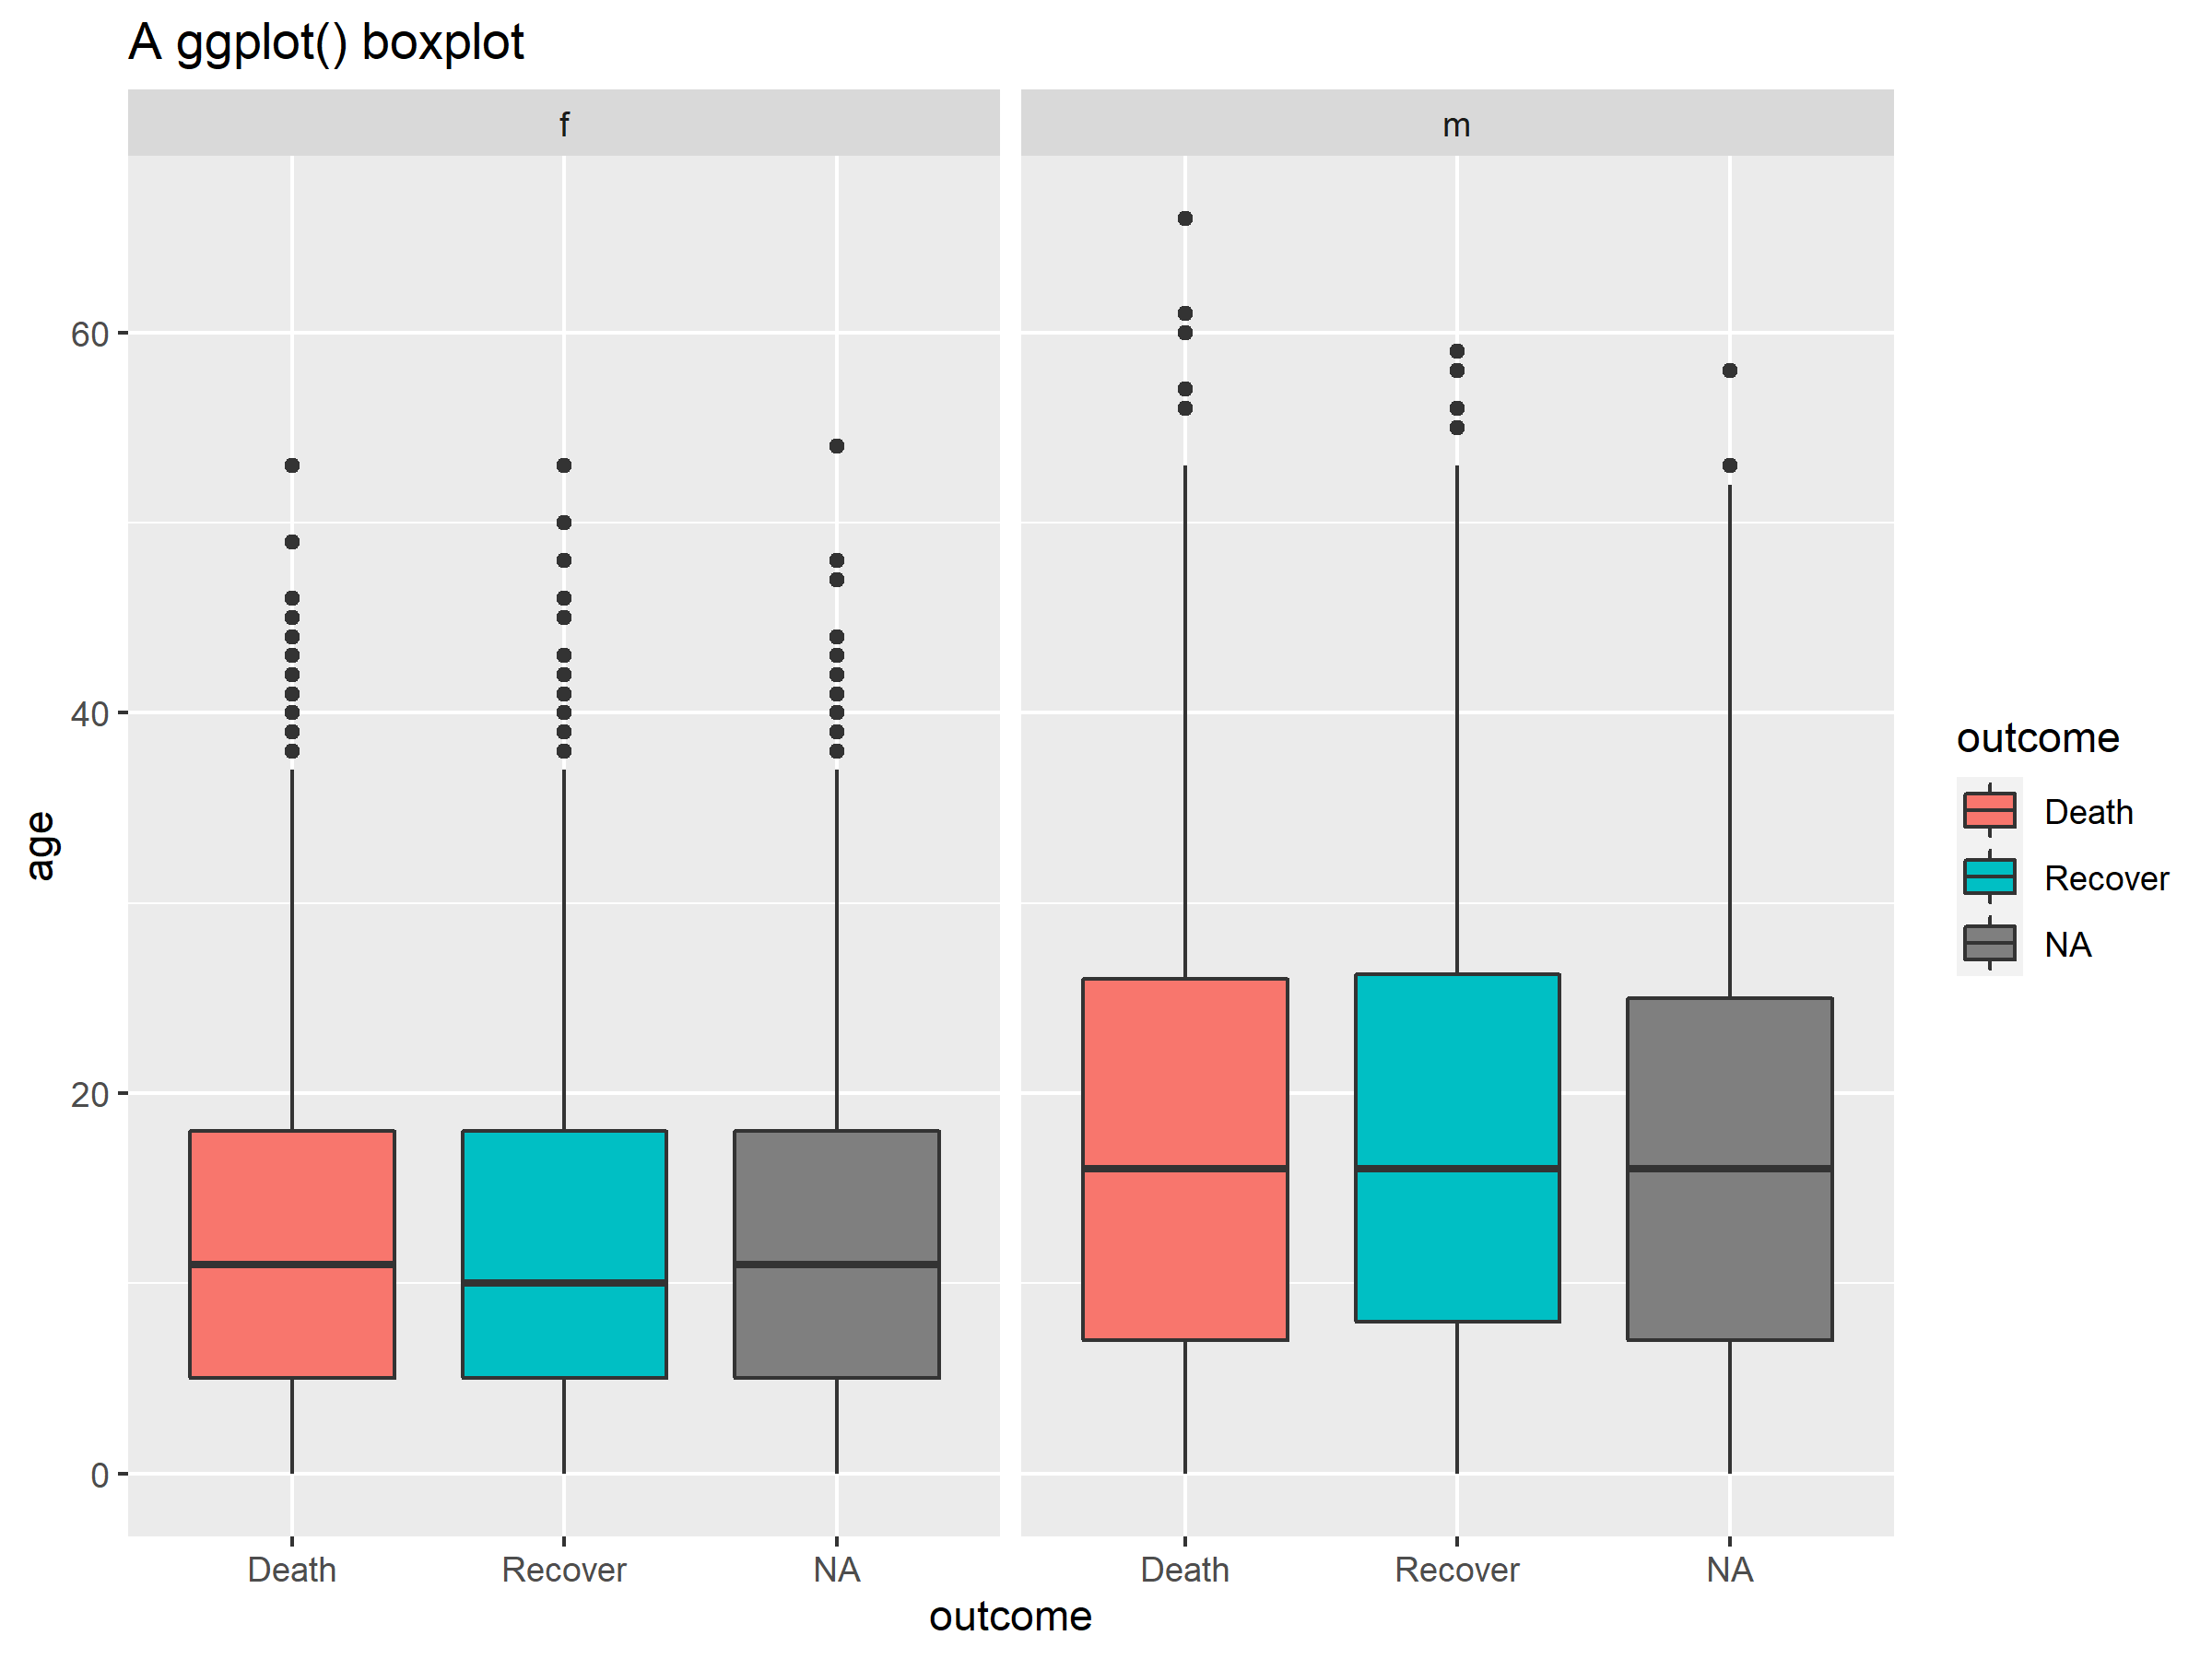 A ggplot() boxplot
f
m
60
40
20
0
age
Death
Recover
NA
Death
Recover
NA
outcome
outcome
Death
Recover
NA